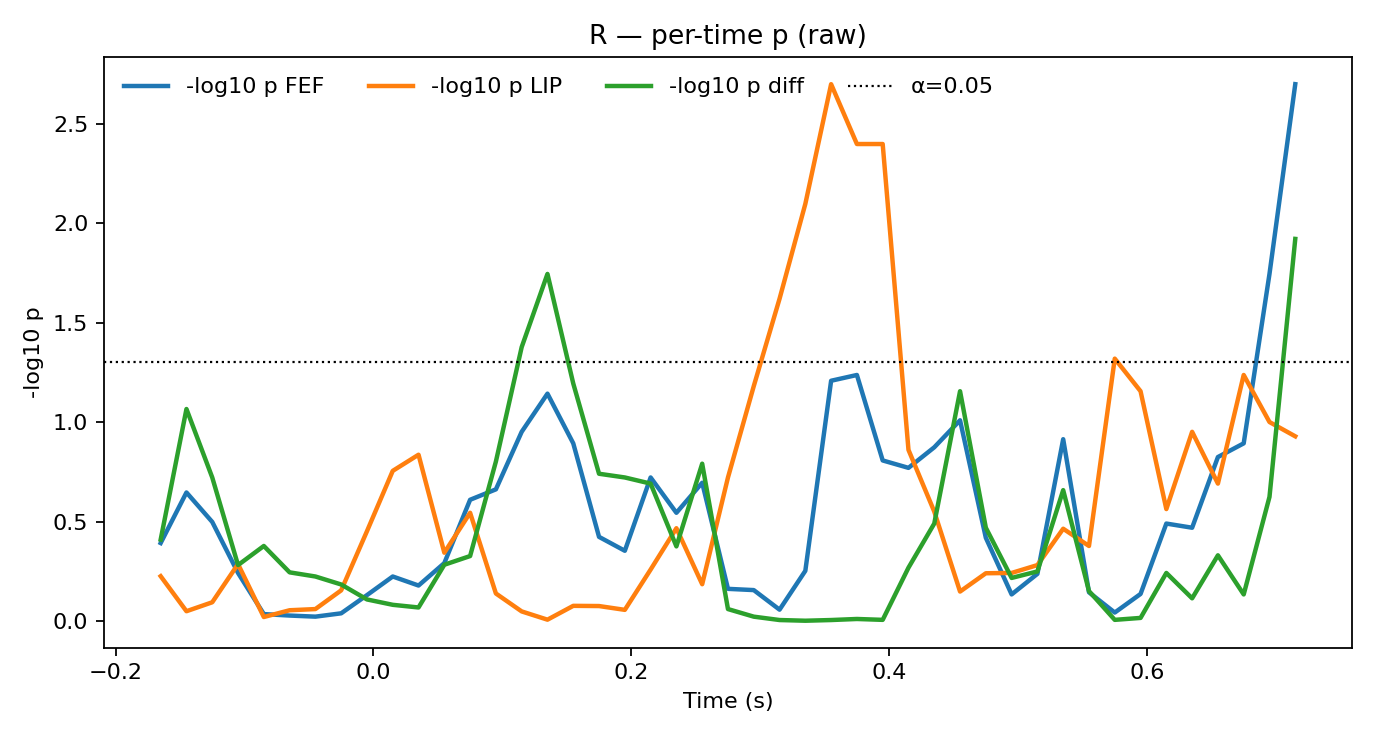 R — per-time p (raw)
-log10 p FEF -log10 p LIP -log10 p diff α=0.05
-log10 p
2.5
2.0
1.5
1.0
0.5
0.0
−0.2 0.0 0.2 0.4 0.6
Time (s)